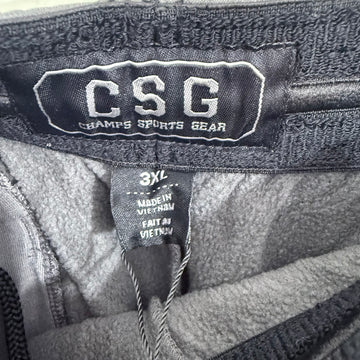 CSG
CHAMPS SPORTS GEAR
3XL
MADE IN
VIETNAM
FAIT AU
VIETNAM